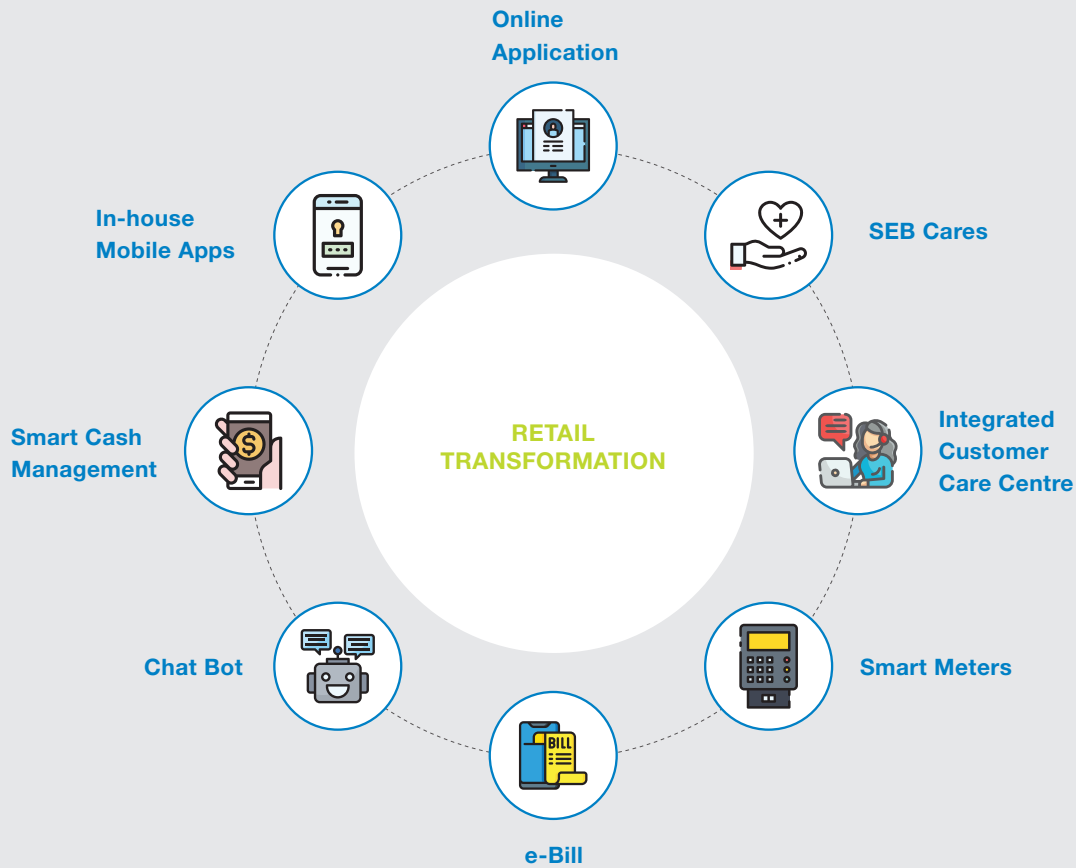 Online
Application
SEB Cares
Integrated
Customer
Care Centre
Smart Meters
BILL
e-Bill
Chat Bot
Smart Cash
Management
In-house
Mobile Apps
RETAIL
TRANSFORMATION